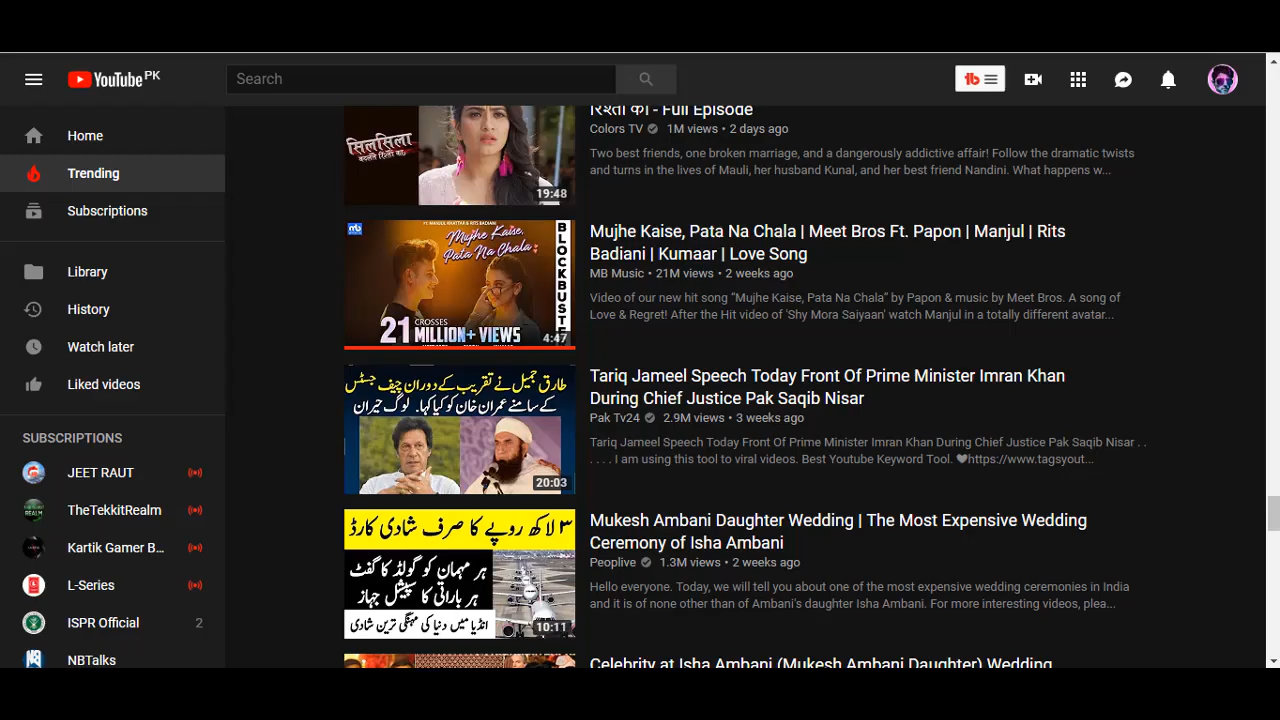 YouTube PK
Search
Home
Trending
Subscriptions
Library
History
Watch later
Liked videos
SUBSCRIPTIONS
JEET RAUT
TheTekkitRealm
Kartik Gamer B...
L-Series
ISPR Official 2
NBTalks
सिलसिला
19:48
रिश्ता का - Full Episode
Colors TV 1M views • 2 days ago
Two best friends, one broken marriage, and a dangerously addictive affair! Follow the dramatic twists
and turns in the lives of Mauli, her husband Kunal, and her best friend Nandini. What happens w...
Mujhe Kaise,
Pata Na Chala
BLOCKBUSTE
21 CROSSES
MILLION+ VIEWS
4:47
Mujhe Kaise, Pata Na Chala | Meet Bros Ft. Papon | Manjul | Rits
Badiani | Kumaar | Love Song
MB Music • 21M views • 2 weeks ago
Video of our new hit song “Mujhe Kaise, Pata Na Chala” by Papon & music by Meet Bros. A song of
Love & Regret! After the Hit video of 'Shy Mora Saiyaan' watch Manjul in a totally different avatar...
طارق جمیل نے تقریب کے دوران چیف جسٹس
کے سامنے عمران خان کو کیا کہا. لوگ حیران
20:03
Tariq Jameel Speech Today Front Of Prime Minister Imran Khan
During Chief Justice Pak Saqib Nisar
Pak Tv24 2.9M views • 3 weeks ago
Tariq Jameel Speech Today Front Of Prime Minister Imran Khan During Chief Justice Pak Saqib Nisar . .
. . . . I am using this tool to viral videos. Best Youtube Keyword Tool. ❤https://www.tagsyout...
۳ لاکھ روپے کا صرف شادی کارڈ
ہر مہمان کو گولڈ کا گفٹ
ہر باراتی کا سپیشل جہاز
انڈیا میں دنیا کی مہنگی ترین شادی
10:11
Mukesh Ambani Daughter Wedding | The Most Expensive Wedding
Ceremony of Isha Ambani
Peoplive 1.3M views • 2 weeks ago
Hello everyone. Today, we will tell you about one of the most expensive wedding ceremonies in India
and it is of none other than of Ambani's daughter Isha Ambani. For more interesting videos, plea...
Celebrity at Isha Ambani (Mukesh Ambani Daughter) Wedding